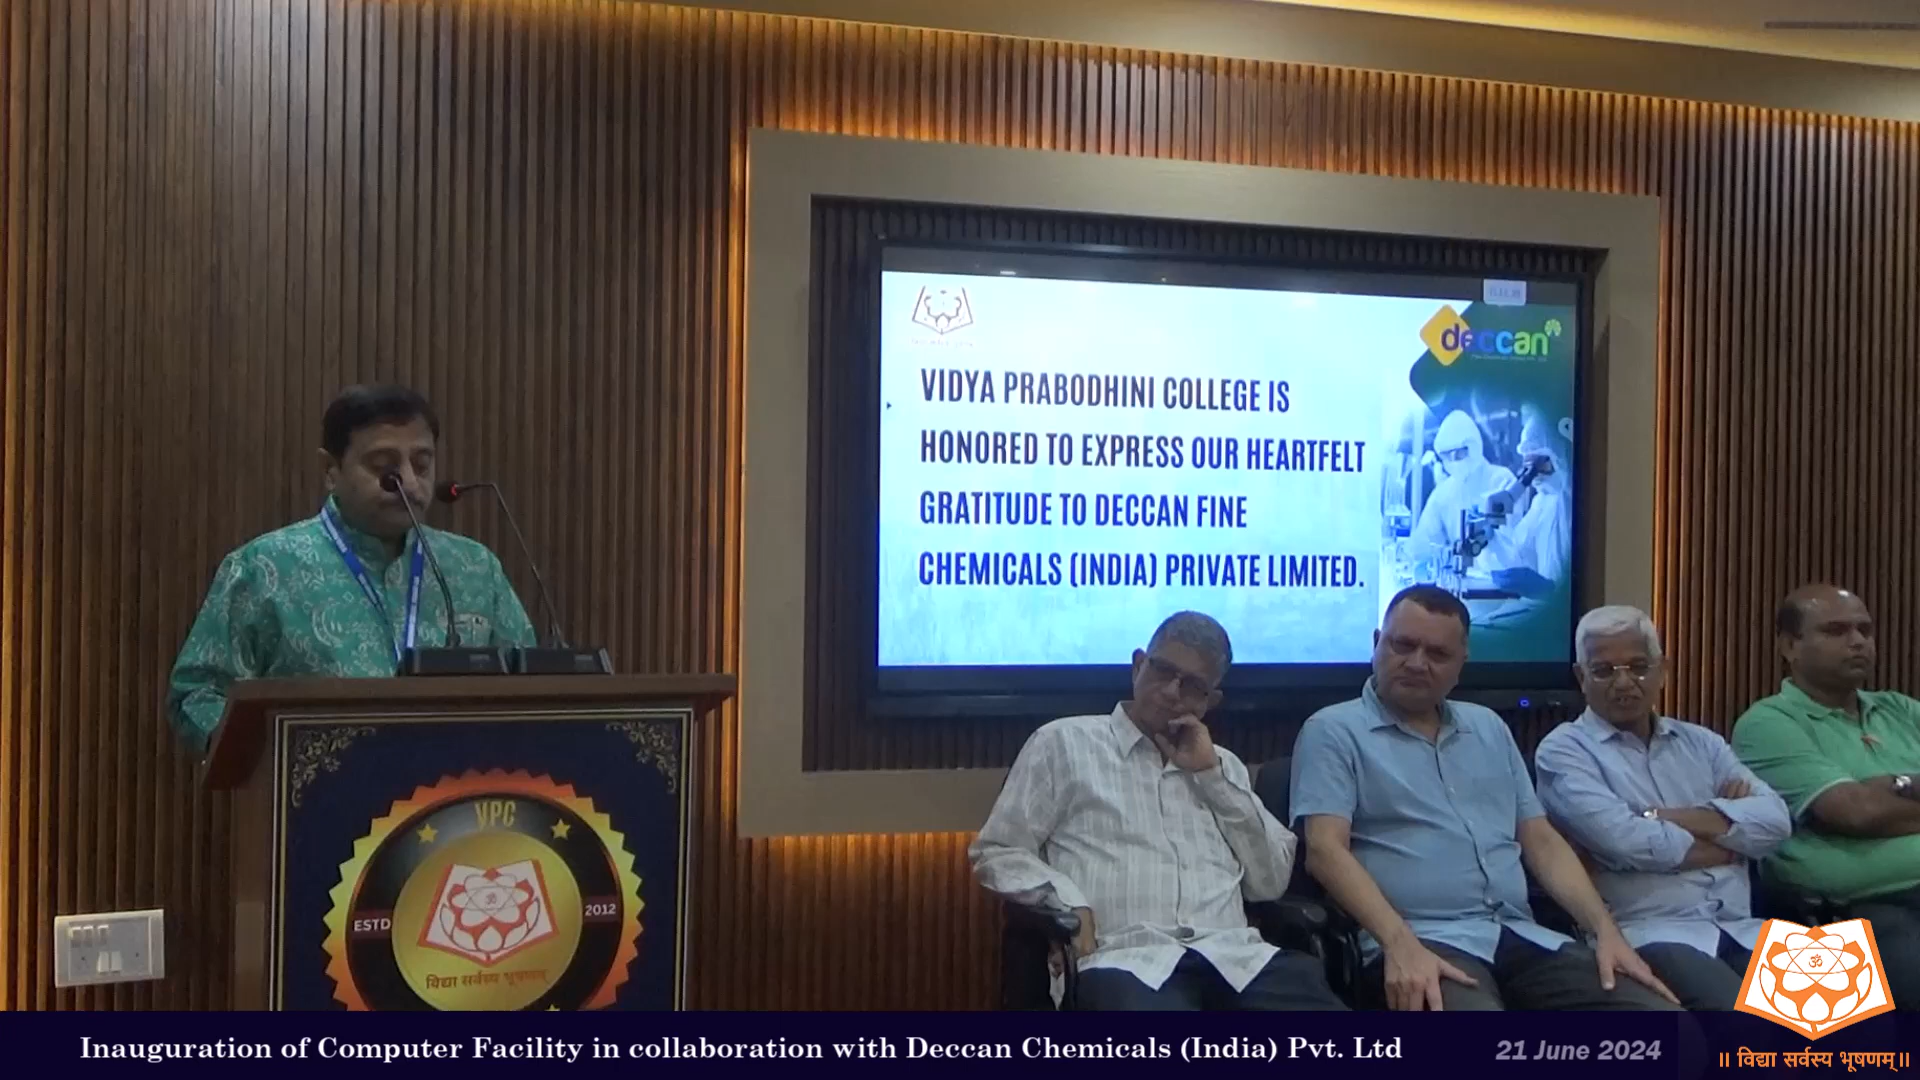 deccan
VIDYA PRABODHINI COLLEGE IS
HONORED TO EXPRESS OUR HEARTFELT
GRATITUDE TO DECCAN FINE
CHEMICALS (INDIA) PRIVATE LIMITED.
VPC
ESTD
2012
विद्या सर्वस्य भूषणम्
ॐ
Inauguration of Computer Facility in collaboration with Deccan Chemicals (India) Pvt. Ltd
21 June 2024
॥ विद्या सर्वस्य भूषणम् ॥